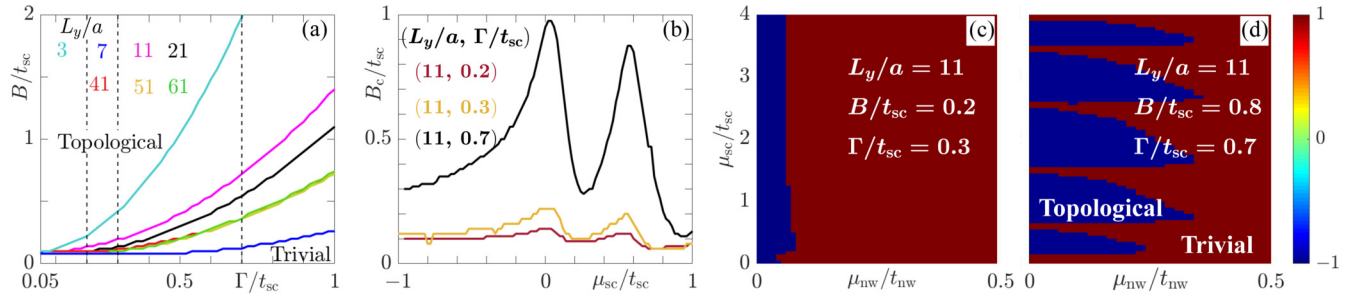 (a)
L_y/a
3 7 11 21
41 51 61
Topological
Trivial
B/t_sc
2
1
0
0.05 0.5 Γ/t_sc 1
(b)
(L_y/a, Γ/t_sc)
(11, 0.2)
(11, 0.3)
(11, 0.7)
B_c/t_sc
1
0.5
0
−1 0 μ_sc/t_sc 1
(c)
L_y/a = 11
B/t_sc = 0.2
Γ/t_sc = 0.3
μ_sc/t_sc
4
3
2
1
0
0 μ_nw/t_nw 0.5
(d)
L_y/a = 11
B/t_sc = 0.8
Γ/t_sc = 0.7
Topological
Trivial
0 μ_nw/t_nw 0.5
1
0
−1